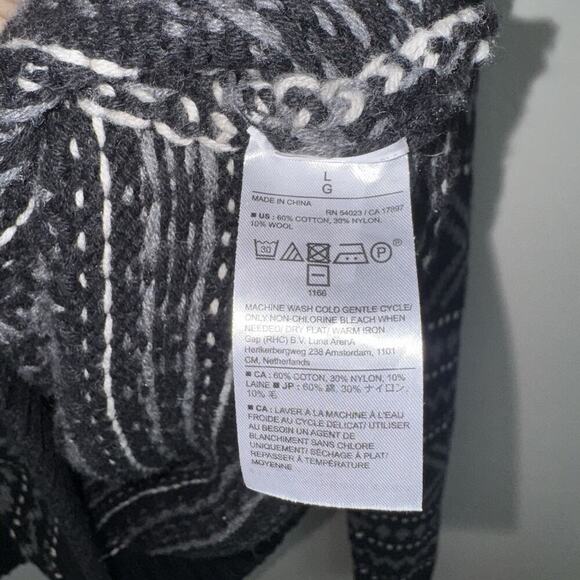 L
G
MADE IN CHINA RN 54023 / CA 17897
■ US : 60% COTTON, 30% NYLON,
10% WOOL
30 P ®
1166
MACHINE WASH COLD GENTLE CYCLE/
ONLY NON-CHLORINE BLEACH WHEN
NEEDED/ DRY FLAT/ WARM IRON
Gap (RHC) B.V. Luna ArenA
Herikerbergweg 238 Amsterdam, 1101
CM, Netherlands
■ CA : 60% COTON, 30% NYLON, 10%
LAINE ■ JP : 60% 綿, 30% ナイロン,
10% 毛
■ CA : LAVER À LA MACHINE À L'EAU
FROIDE AU CYCLE DÉLICAT/ UTILISER
AU BESOIN UN AGENT DE
BLANCHIMENT SANS CHLORE
UNIQUEMENT/ SÉCHAGE À PLAT/
REPASSER À TEMPÉRATURE
MOYENNE